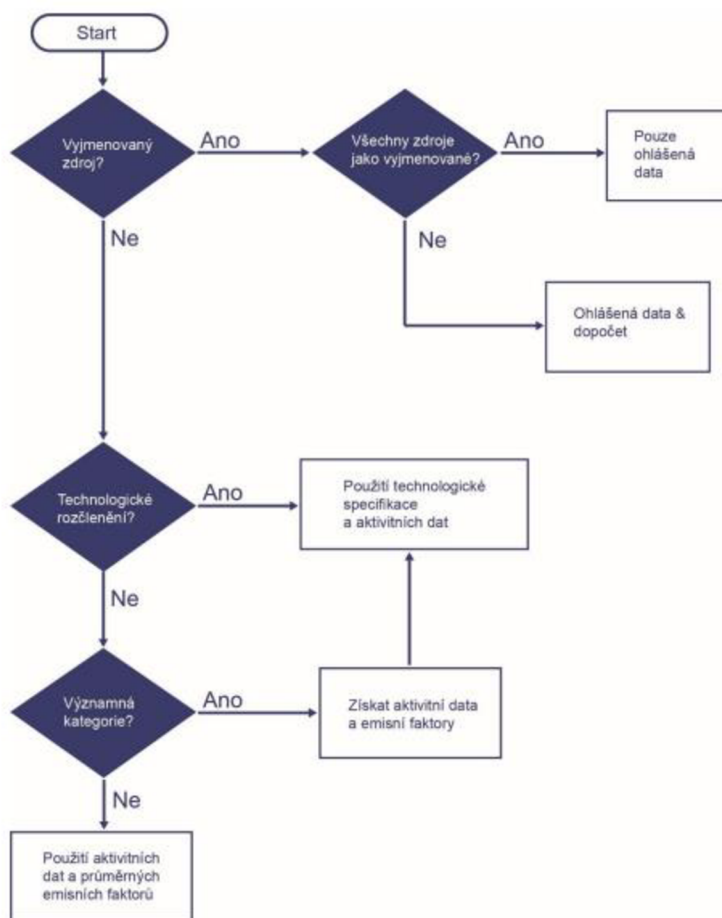 Start
Vyjmenovaný
zdroj?
Ano
Všechny zdroje
jako vyjmenované?
Ano
Pouze
ohlášená
data
Ne
Ne
Ohlášená data &
dopočet
Technologické
rozčlenění?
Ano
Použití technologické
specifikace
a aktivitních dat
Ne
Významná
kategorie?
Ano
Získat aktivitní data
a emisní faktory
Ne
Použití aktivitních
dat a průměrných
emisních faktorů